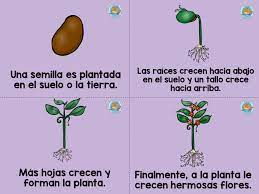 Una semilla es plantada
en el suelo o la tierra.
Las raíces crecen hacia abajo
en el suelo y un tallo crece
hacia arriba.
Más hojas crecen y
forman la planta.
Finalmente, a la planta le
crecen hermosas flores.